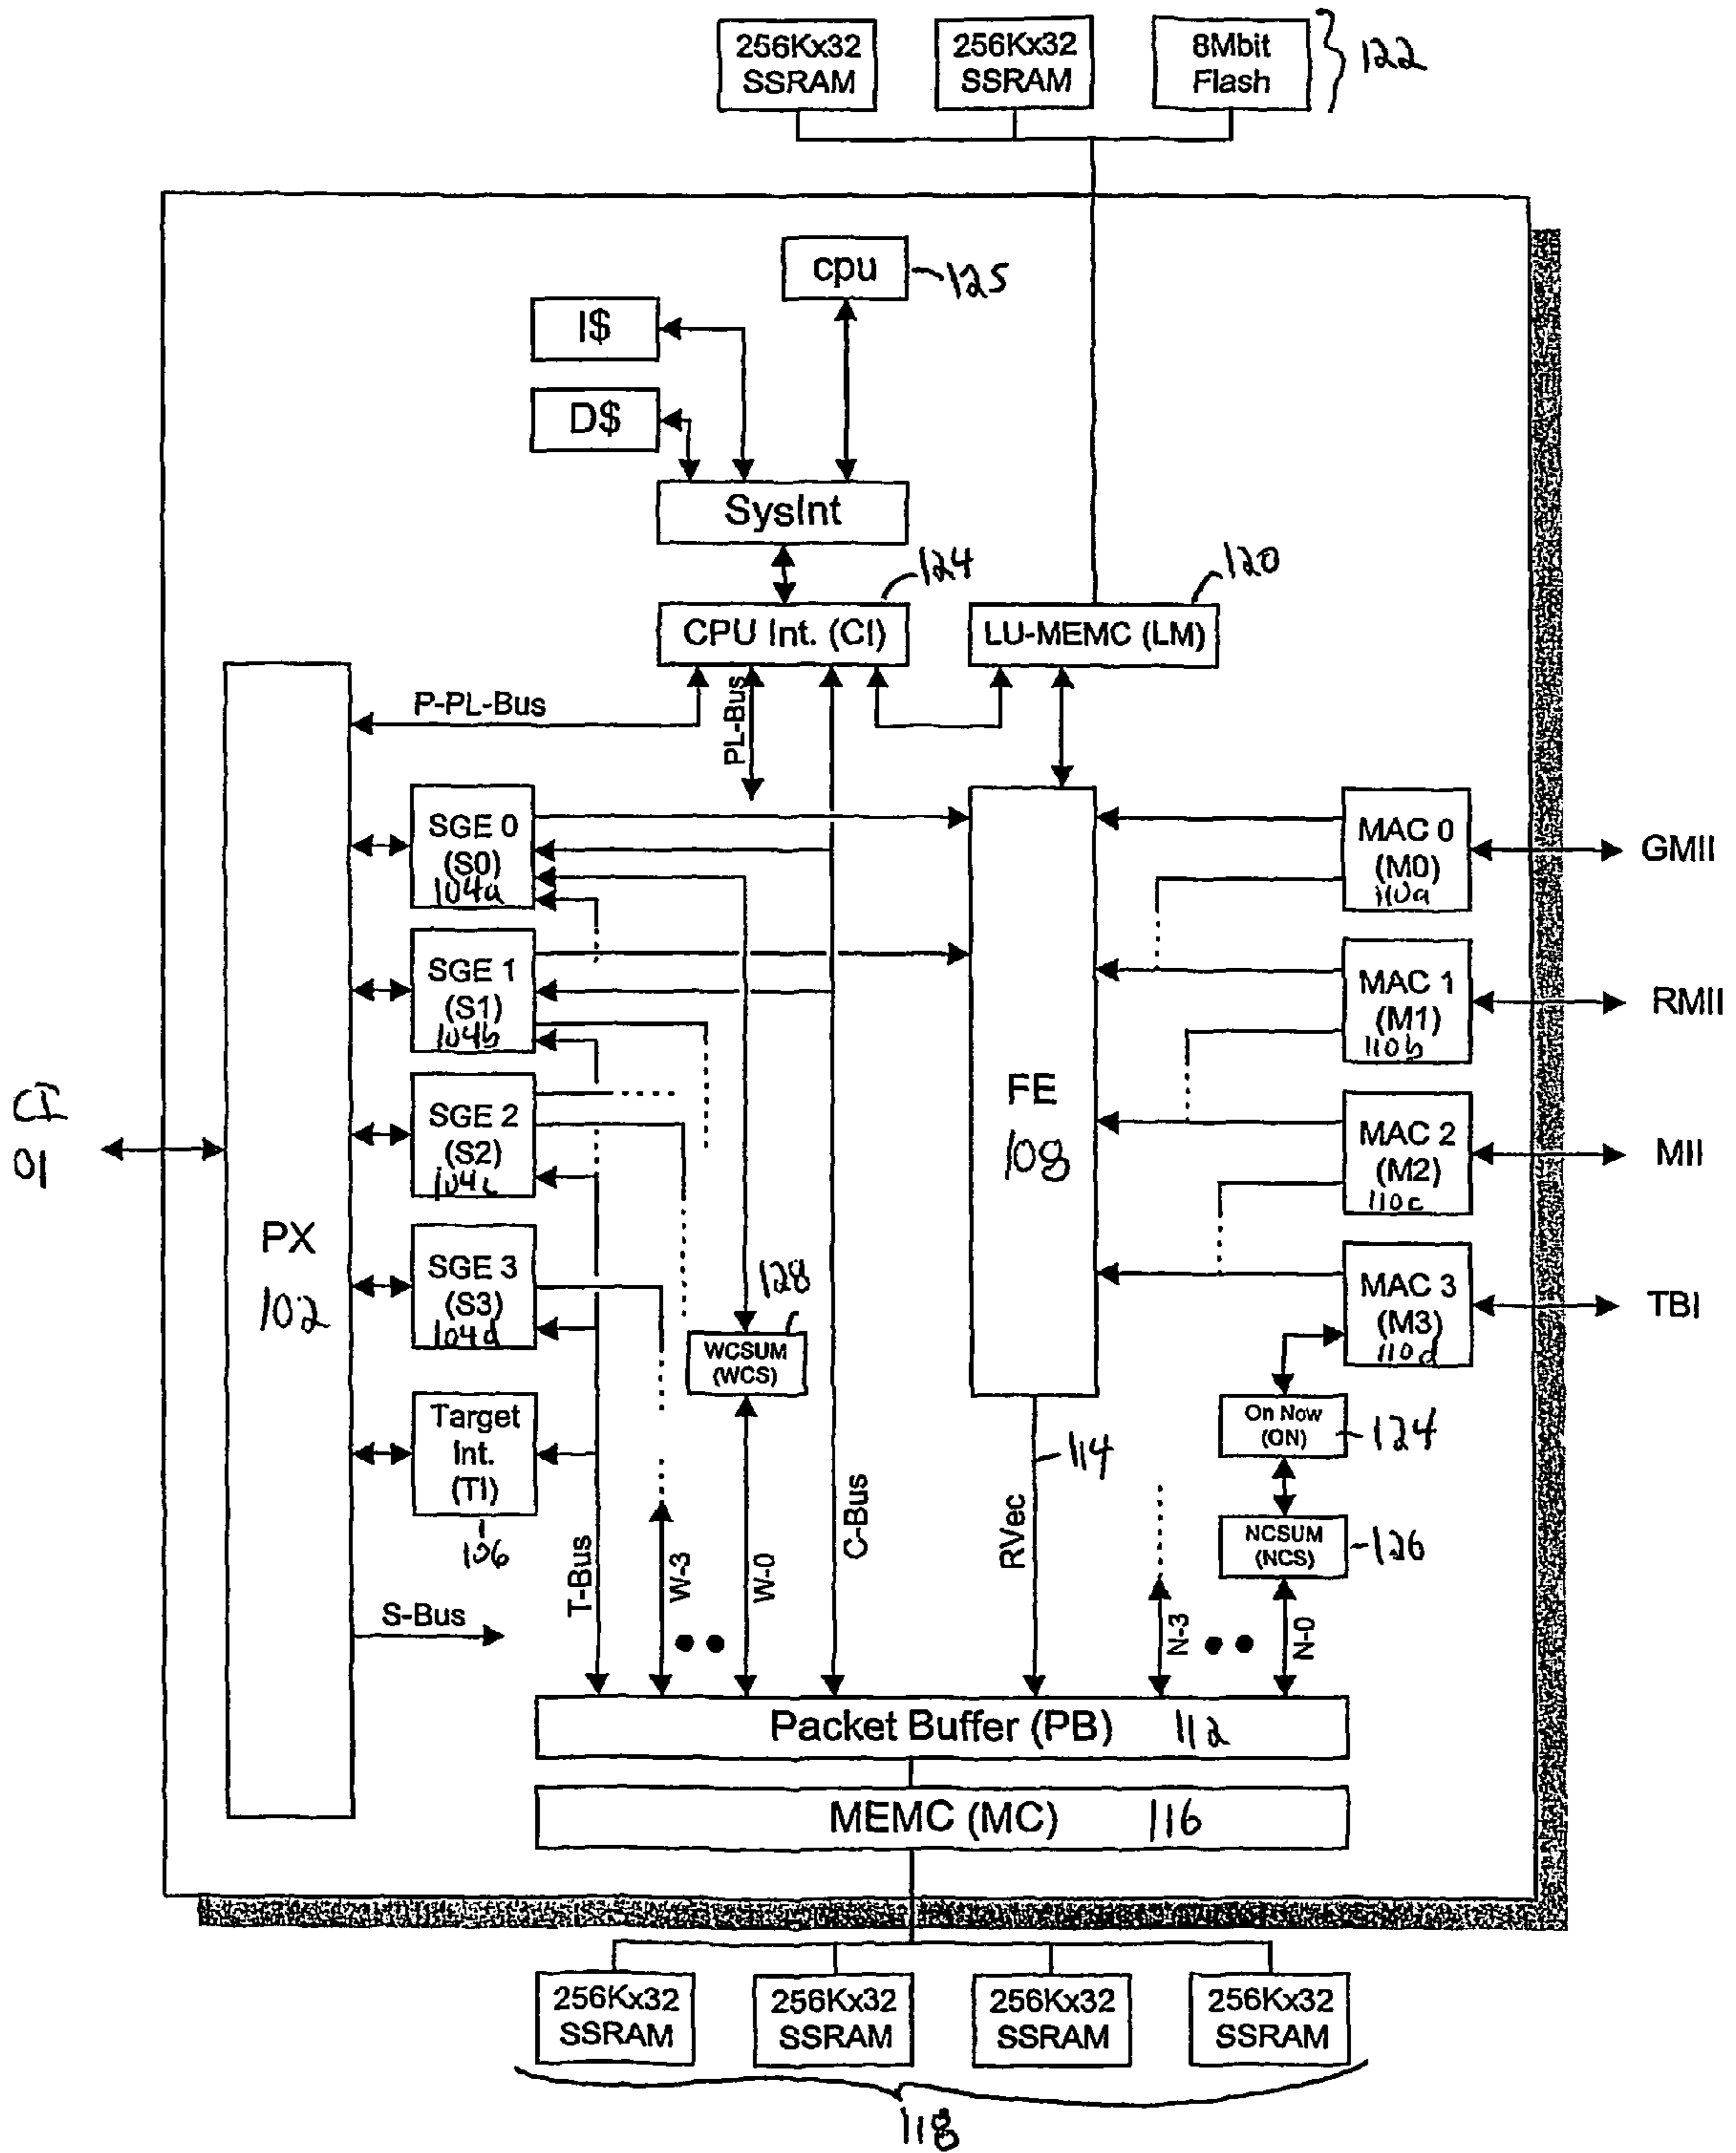 256Kx32
SSRAM
256Kx32
SSRAM
8Mbit
Flash
122
cpu
125
I$
D$
SysInt
124
120
CPU Int. (CI)
LU-MEMC (LM)
P-PL-Bus
PL-Bus
SGE 0
(S0)
104a
SGE 1
(S1)
104b
SGE 2
(S2)
104c
SGE 3
(S3)
104d
Target
Int.
(TI)
106
CI
01
PX
102
S-Bus
FE
108
MAC 0
(M0)
110a
GMII
MAC 1
(M1)
110b
RMII
MAC 2
(M2)
110c
MII
MAC 3
(M3)
110d
TBI
128
WCSUM
(WCS)
On Now
(ON)
124
114
NCSUM
(NCS)
126
T-Bus
W-3
W-0
C-Bus
RVec
N-3
N-0
Packet Buffer (PB) 112
MEMC (MC) 116
256Kx32
SSRAM
256Kx32
SSRAM
256Kx32
SSRAM
256Kx32
SSRAM
118